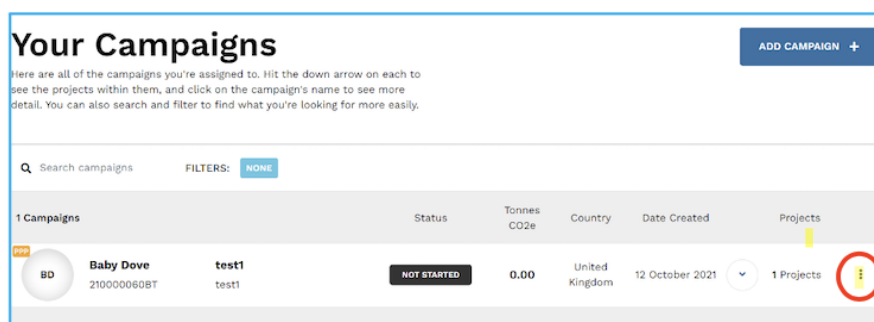 Your Campaigns
ADD CAMPAIGN +
Here are all of the campaigns you're assigned to. Hit the down arrow on each to
see the projects within them, and click on the campaign's name to see more
detail. You can also search and filter to find what you're looking for more easily.
Search campaigns FILTERS: NONE
1 Campaigns Status Tonnes CO2e Country Date Created Projects
PPP
BD Baby Dove test1 NOT STARTED 0.00 United Kingdom 12 October 2021 1 Projects
210000060BT test1